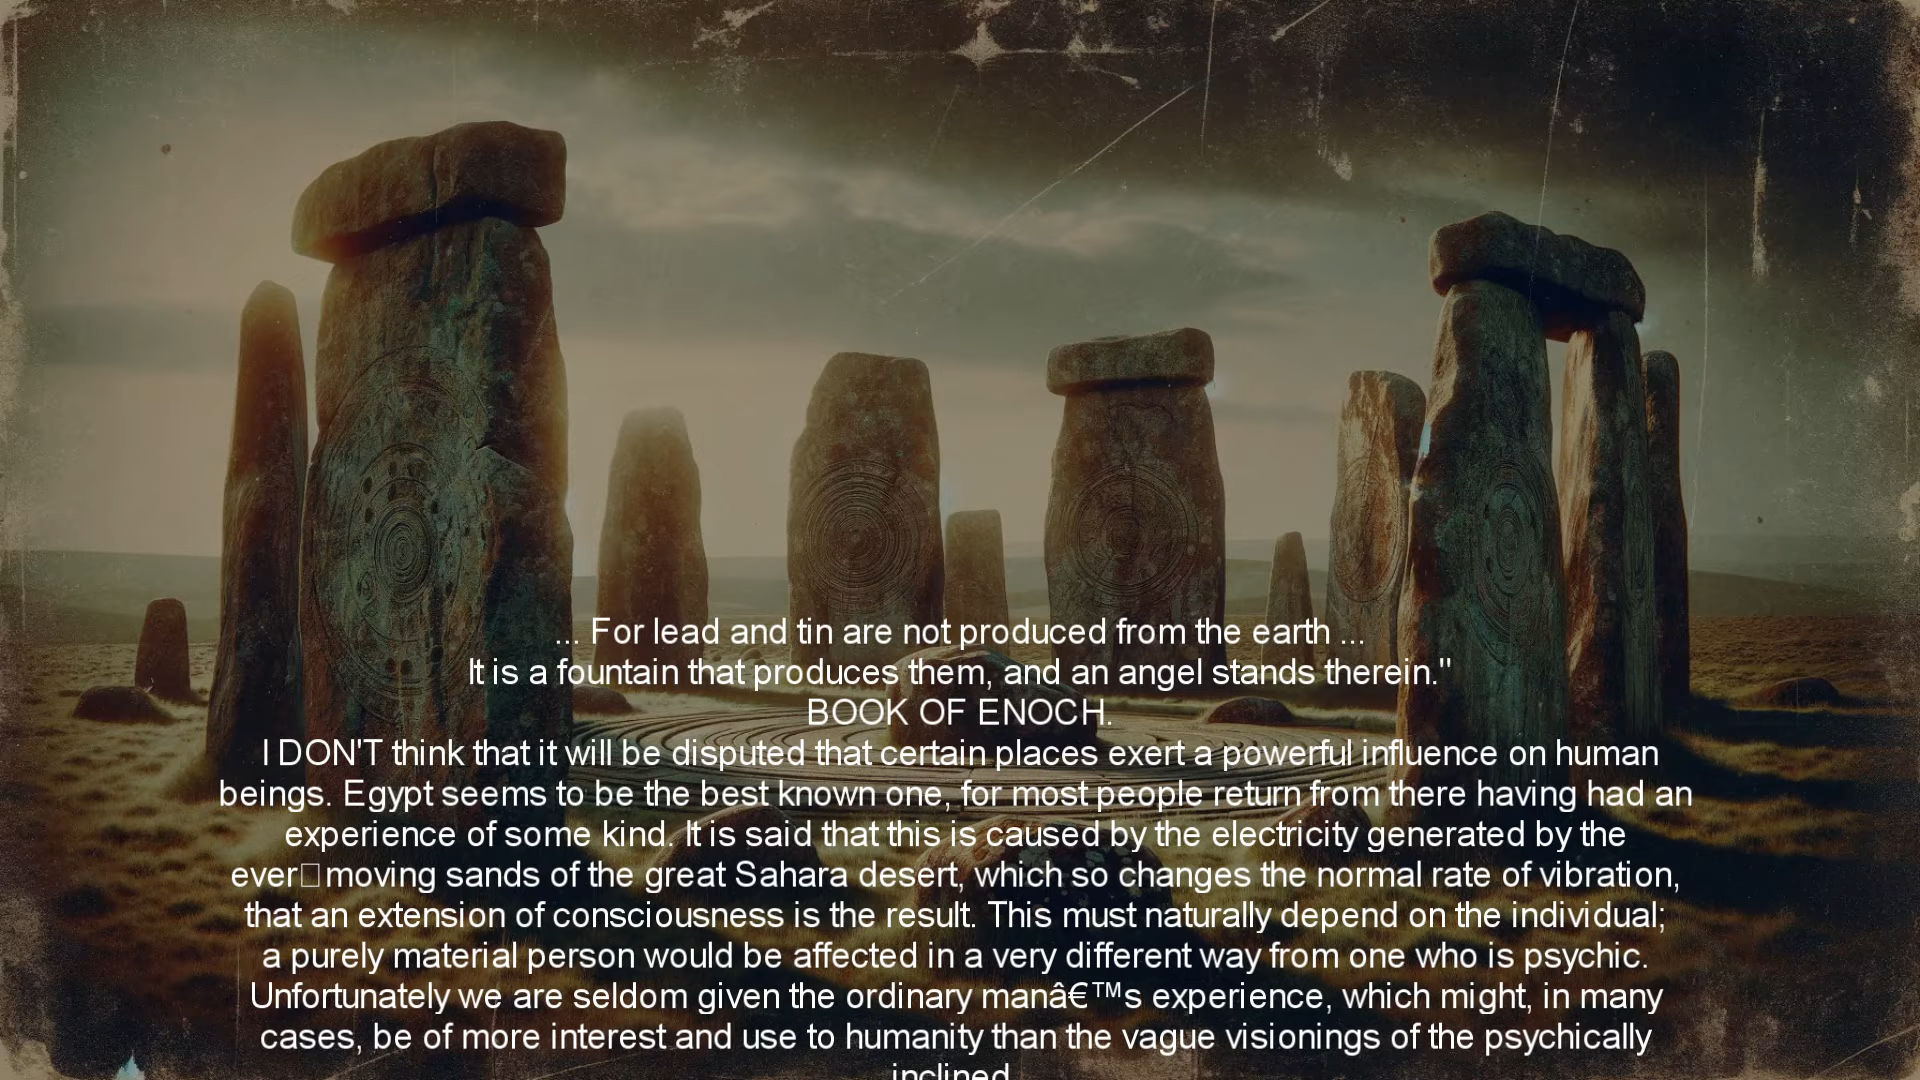 ... For lead and tin are not produced from the earth ...
It is a fountain that produces them, and an angel stands therein."
BOOK OF ENOCH.
I DON'T think that it will be disputed that certain places exert a powerful influence on human
beings. Egypt seems to be the best known one, for most people return from there having had an
experience of some kind. It is said that this is caused by the electricity generated by the
ever□moving sands of the great Sahara desert, which so changes the normal rate of vibration,
that an extension of consciousness is the result. This must naturally depend on the individual;
a purely material person would be affected in a very different way from one who is psychic.
Unfortunately we are seldom given the ordinary manâ€™s experience, which might, in many
cases, be of more interest and use to humanity than the vague visionings of the psychically
inclined